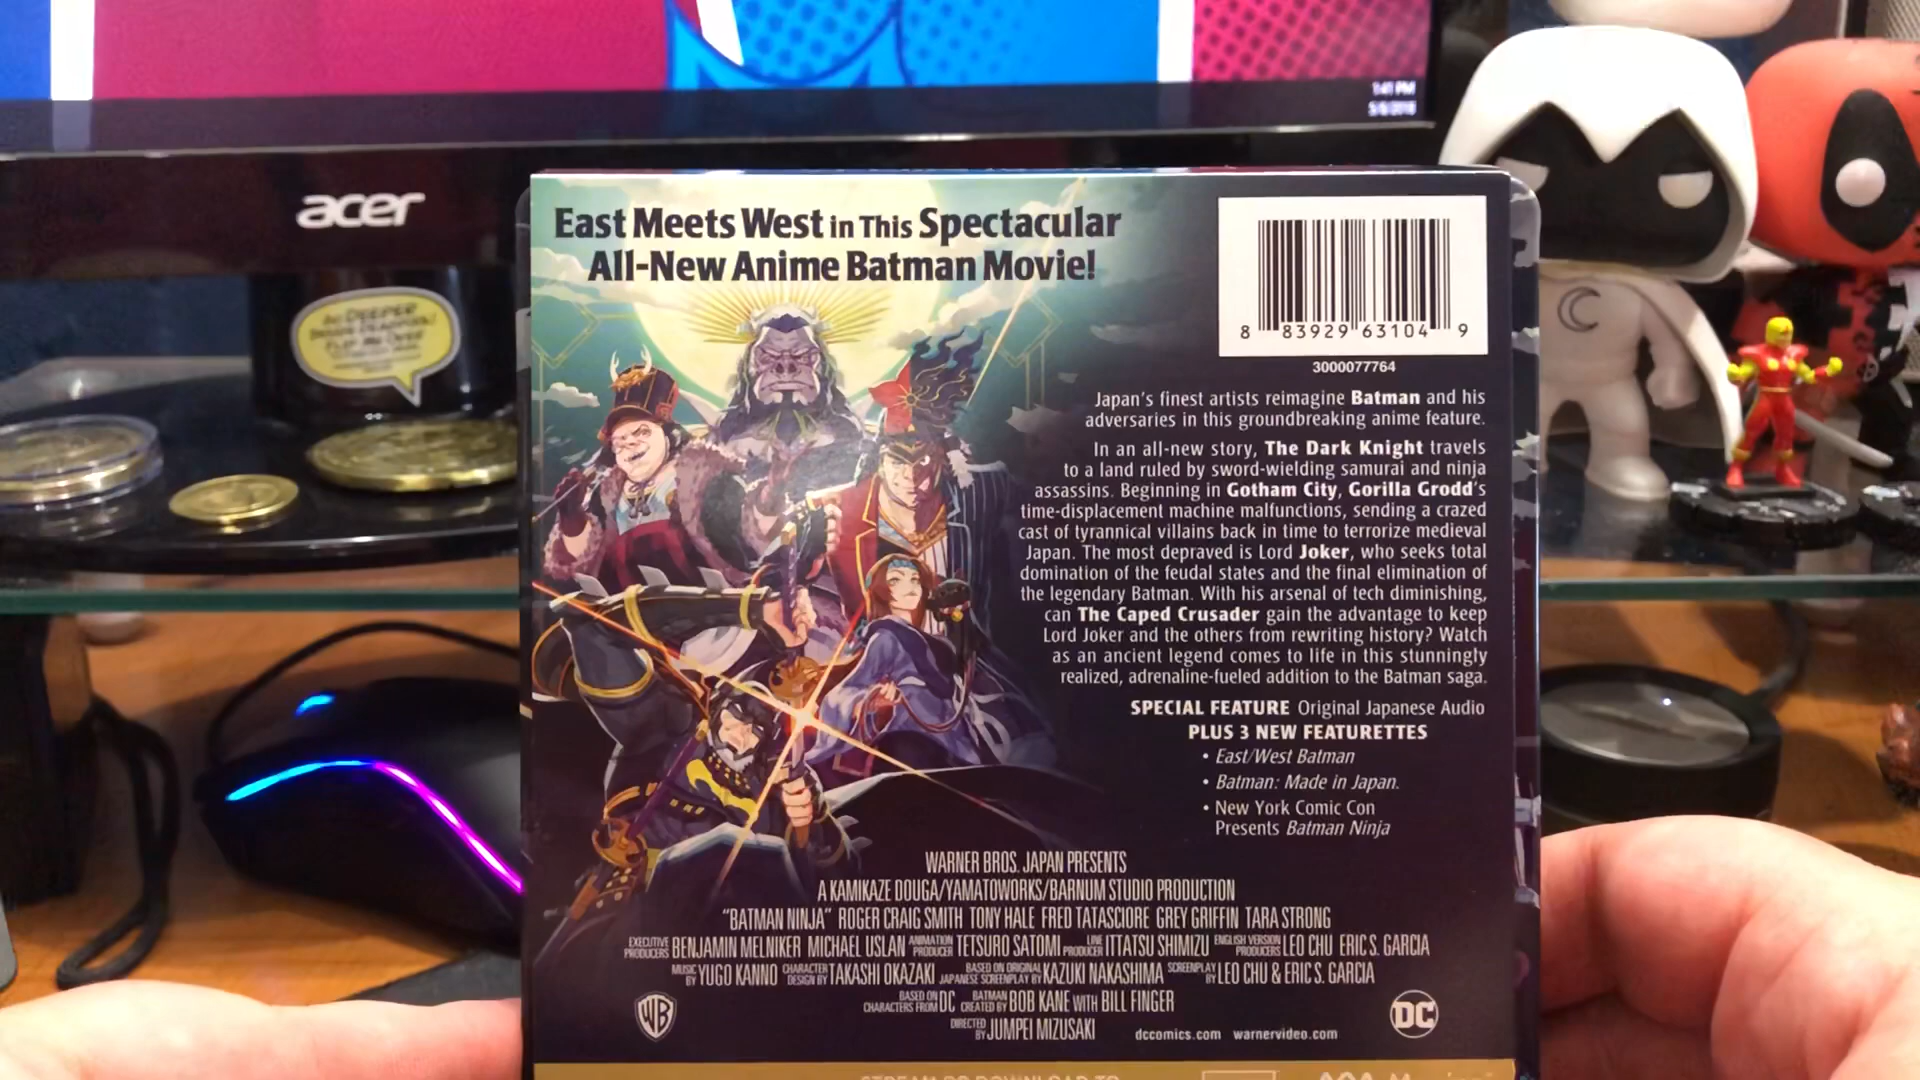 1:41 PM
acer
East Meets West in This Spectacular
All-New Anime Batman Movie!
8 83929 63104 9
3000077764
Japan's finest artists reimagine Batman and his
adversaries in this groundbreaking anime feature.
In an all-new story, The Dark Knight travels
to a land ruled by sword-wielding samurai and ninja
assassins. Beginning in Gotham City, Gorilla Grodd's
time-displacement machine malfunctions, sending a crazed
cast of tyrannical villains back in time to terrorize medieval
Japan. The most depraved is Lord Joker, who seeks total
domination of the feudal states and the final elimination of
the legendary Batman. With his arsenal of tech diminishing,
can The Caped Crusader gain the advantage to keep
Lord Joker and the others from rewriting history? Watch
as an ancient legend comes to life in this stunningly
realized, adrenaline-fueled addition to the Batman saga.
SPECIAL FEATURE Original Japanese Audio
PLUS 3 NEW FEATURETTES
• East/West Batman
• Batman: Made in Japan.
• New York Comic Con
Presents Batman Ninja
WARNER BROS. JAPAN PRESENTS
A KAMIKAZE DOUGA/YAMATOWORKS/BARNUM STUDIO PRODUCTION
"BATMAN NINJA" ROGER CRAIG SMITH TONY HALE FRED TATASCIORE GREY GRIFFIN TARA STRONG
EXECUTIVE PRODUCERS BENJAMIN MELNIKER MICHAEL USLAN ANIMATION PRODUCER TETSURO SATOMI LINE PRODUCER ITTATSU SHIMIZU ENGLISH VERSION PRODUCERS LEO CHU ERIC S. GARCIA
MUSIC BY YUGO KANNO CHARACTER DESIGN BY TAKASHI OKAZAKI BASED ON ORIGINAL JAPANESE SCREENPLAY BY KAZUKI NAKASHIMA SCREENPLAY BY LEO CHU & ERIC S. GARCIA
BASED ON CHARACTERS FROM DC BATMAN CREATED BY BOB KANE WITH BILL FINGER
DIRECTED BY JUMPEI MIZUSAKI
dccomics.com warnervideo.com
WB
DC